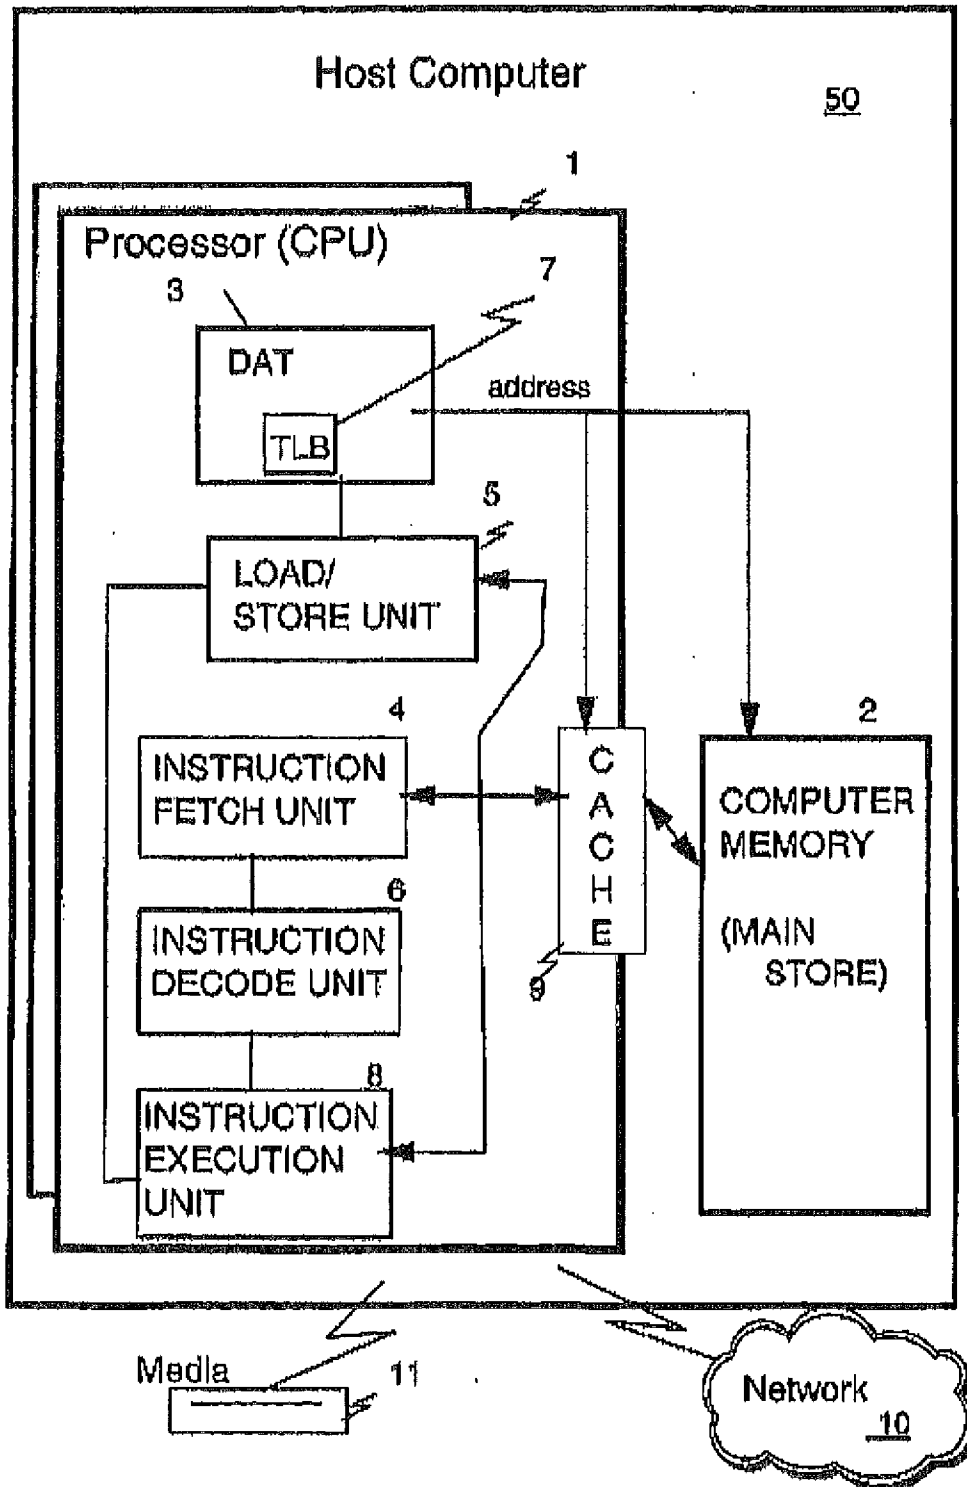 Host Computer
50
1
Processor (CPU)
3
7
DAT
address
TLB
5
LOAD/
STORE UNIT
4
2
INSTRUCTION
FETCH UNIT
C
A
C
H
E
COMPUTER
MEMORY
(MAIN
STORE)
6
INSTRUCTION
DECODE UNIT
9
8
INSTRUCTION
EXECUTION
UNIT
Media
11
Network
10